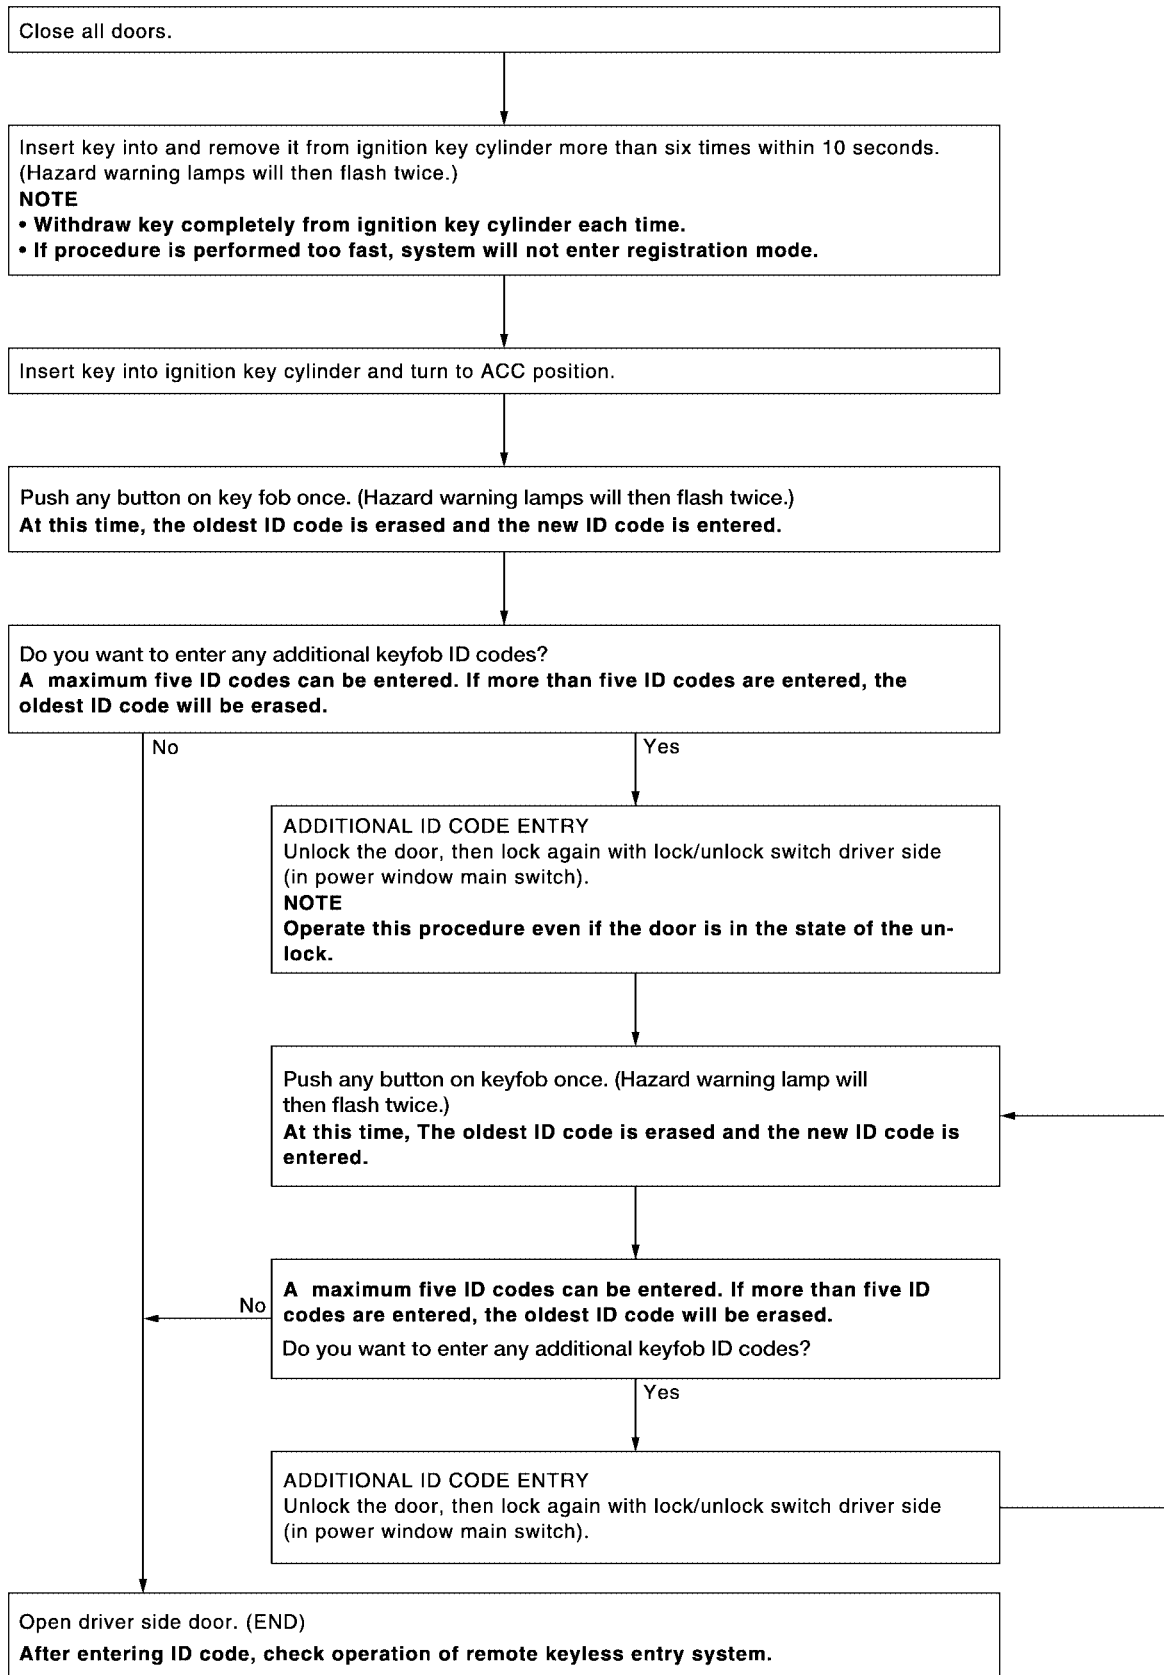 Close all doors.
Insert key into and remove it from ignition key cylinder more than six times within 10 seconds.
(Hazard warning lamps will then flash twice.)
NOTE
• Withdraw key completely from ignition key cylinder each time.
• If procedure is performed too fast, system will not enter registration mode.
Insert key into ignition key cylinder and turn to ACC position.
Push any button on key fob once. (Hazard warning lamps will then flash twice.)
At this time, the oldest ID code is erased and the new ID code is entered.
Do you want to enter any additional keyfob ID codes?
A maximum five ID codes can be entered. If more than five ID codes are entered, the
oldest ID code will be erased.
No
Yes
ADDITIONAL ID CODE ENTRY
Unlock the door, then lock again with lock/unlock switch driver side
(in power window main switch).
NOTE
Operate this procedure even if the door is in the state of the un-
lock.
Push any button on keyfob once. (Hazard warning lamp will
then flash twice.)
At this time, The oldest ID code is erased and the new ID code is
entered.
A maximum five ID codes can be entered. If more than five ID
codes are entered, the oldest ID code will be erased.
Do you want to enter any additional keyfob ID codes?
No
Yes
ADDITIONAL ID CODE ENTRY
Unlock the door, then lock again with lock/unlock switch driver side
(in power window main switch).
Open driver side door. (END)
After entering ID code, check operation of remote keyless entry system.